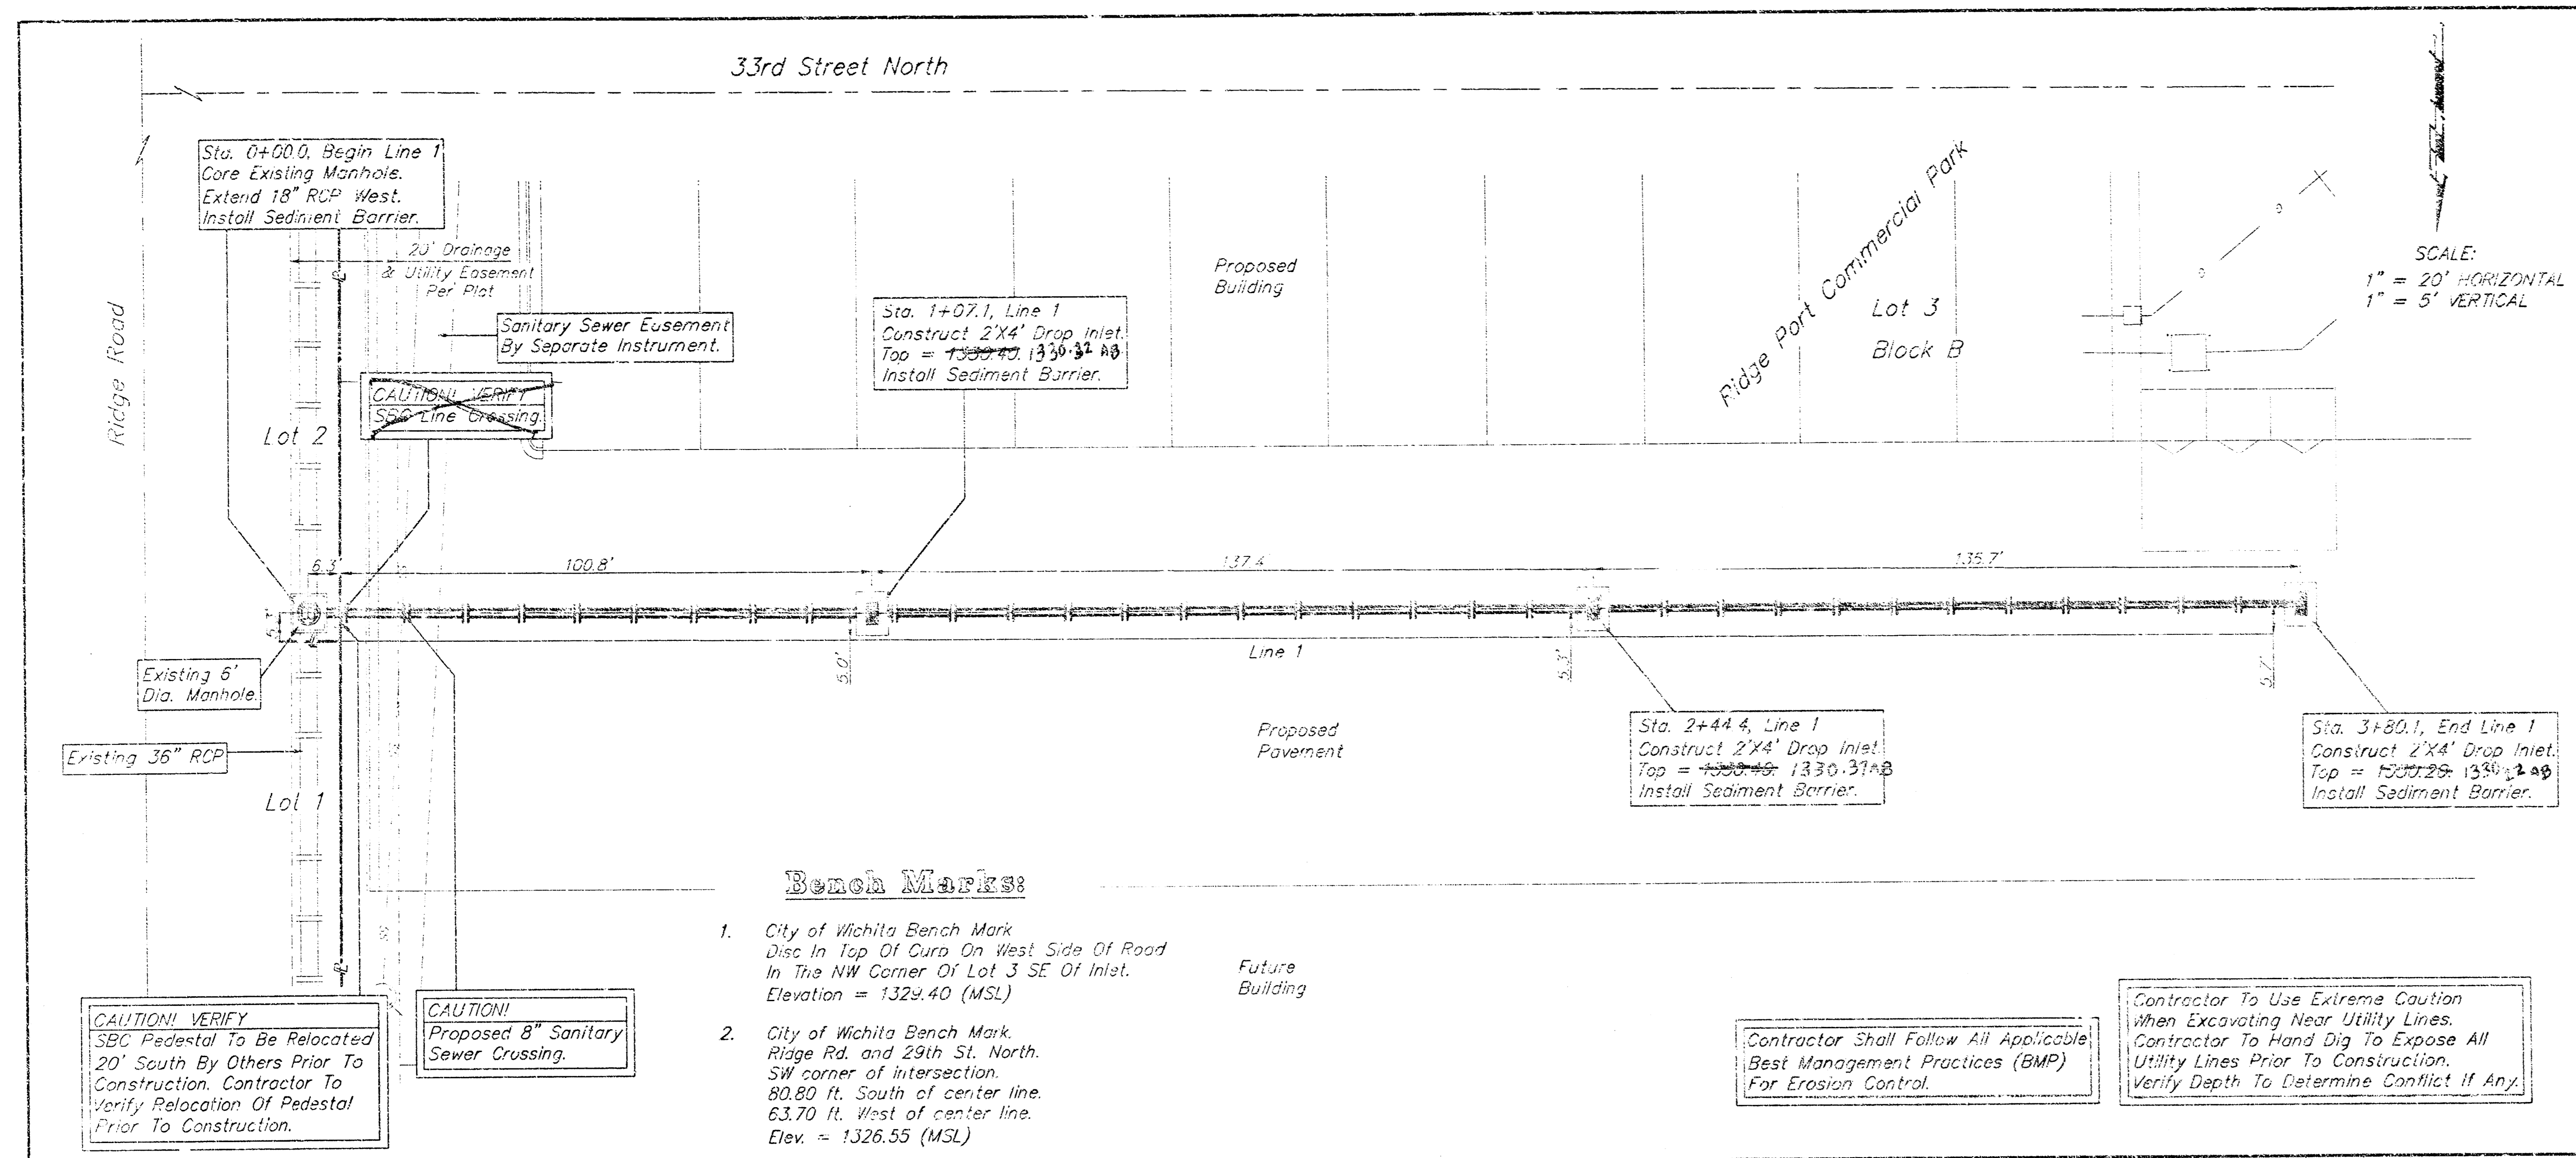 33rd Street North
Sta. 0+00.0, Begin Line 1
Core Existing Manhole.
Extend 18" RCP West.
Install Sediment Barrier.
20' Drainage
& Utility Easement
Per Plat
Sanitary Sewer Easement
By Separate Instrument.
CAUTION! VERIFY
SBC Line Crossing.
Ridge Road
Lot 2
Sta. 1+07.1, Line 1
Construct 2'X4' Drop Inlet.
Top = 1330.40. 1330.32 AB
Install Sediment Barrier.
Proposed
Building
Ridge Port Commercial Park
Lot 3
Block B
SCALE:
1" = 20' HORIZONTAL
1" = 5' VERTICAL
6.3'
100.8'
137.4'
135.7'
Line 1
5.0'
5.3'
5.7'
Existing 6'
Dia. Manhole.
Existing 36" RCP
Lot 1
Proposed
Pavement
Sta. 2+44.4, Line 1
Construct 2'X4' Drop Inlet.
Top = 1330.40. 1330.37AB
Install Sediment Barrier.
Sta. 3+80.1, End Line 1
Construct 2'X4' Drop Inlet.
Top = 1330.20. AB
Install Sediment Barrier.
Bench Marks:
1. City of Wichita Bench Mark
Disc In Top Of Curb On West Side Of Road
In The NW Corner Of Lot 3 SE Of Inlet.
Elevation = 1329.40 (MSL)
2. City of Wichita Bench Mark.
Ridge Rd. and 29th St. North.
SW corner of intersection.
80.80 ft. South of center line.
63.70 ft. West of center line.
Elev. = 1326.55 (MSL)
Future
Building
CAUTION! VERIFY
SBC Pedestal To Be Relocated
20' South By Others Prior To
Construction. Contractor To
Verify Relocation Of Pedestal
Prior To Construction.
CAUTION!
Proposed 8" Sanitary
Sewer Crossing.
Contractor Shall Follow All Applicable
Best Management Practices (BMP)
For Erosion Control.
Contractor To Use Extreme Caution
When Excavating Near Utility Lines.
Contractor To Hand Dig To Expose All
Utility Lines Prior To Construction.
Verify Depth To Determine Conflict If Any.